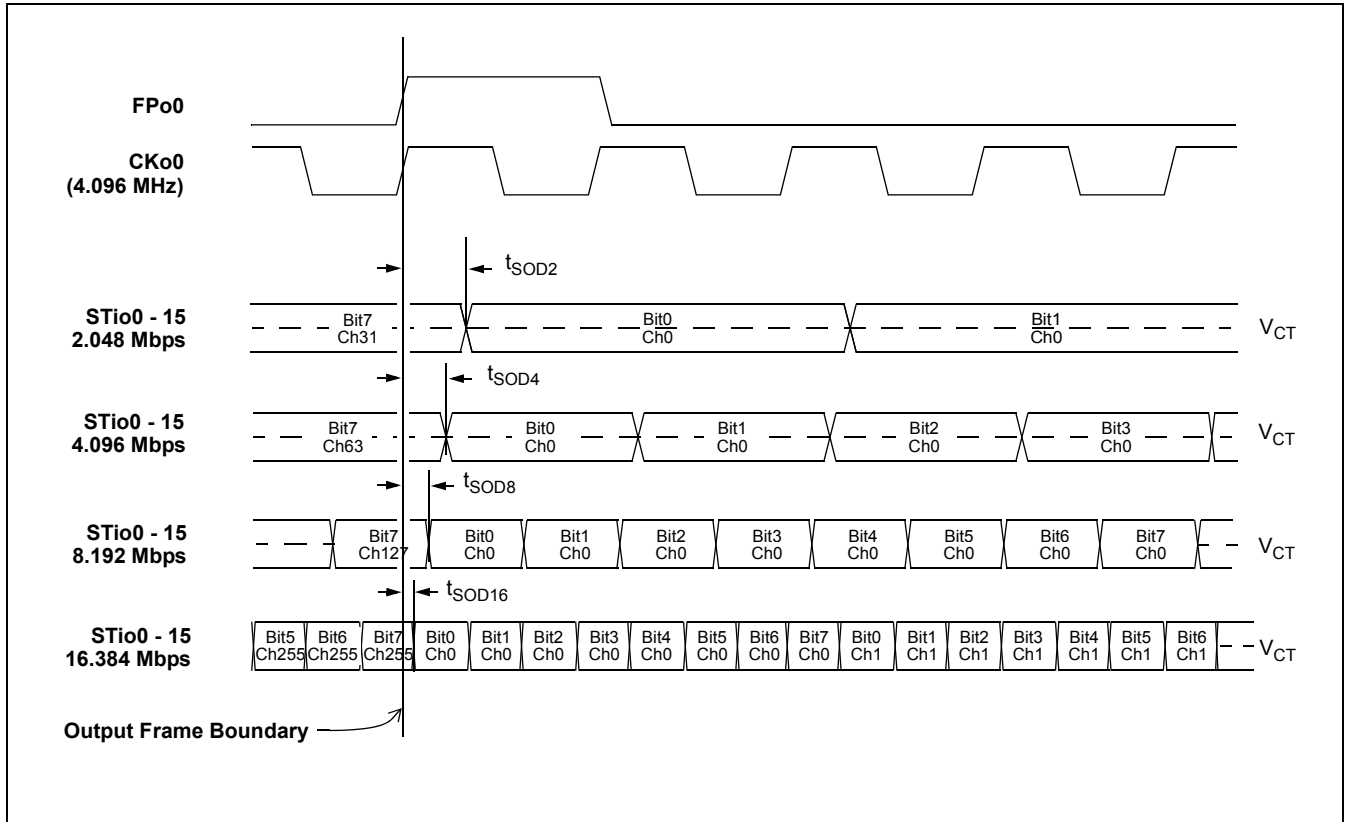 FPo0
CKo0
(4.096 MHz)
tSOD2
STio0 - 15
2.048 Mbps
Bit7
Ch31
Bit0
Ch0
Bit1
Ch0
VCT
tSOD4
STio0 - 15
4.096 Mbps
Bit7
Ch63
Bit0
Ch0
Bit1
Ch0
Bit2
Ch0
Bit3
Ch0
VCT
tSOD8
STio0 - 15
8.192 Mbps
Bit7
Ch127
Bit0
Ch0
Bit1
Ch0
Bit2
Ch0
Bit3
Ch0
Bit4
Ch0
Bit5
Ch0
Bit6
Ch0
Bit7
Ch0
VCT
tSOD16
STio0 - 15
16.384 Mbps
Bit5
Ch255
Bit6
Ch255
Bit7
Ch255
Bit0
Ch0
Bit1
Ch0
Bit2
Ch0
Bit3
Ch0
Bit4
Ch0
Bit5
Ch0
Bit6
Ch0
Bit7
Ch0
Bit0
Ch1
Bit1
Ch1
Bit2
Ch1
Bit3
Ch1
Bit4
Ch1
Bit5
Ch1
Bit6
Ch1
VCT
Output Frame Boundary